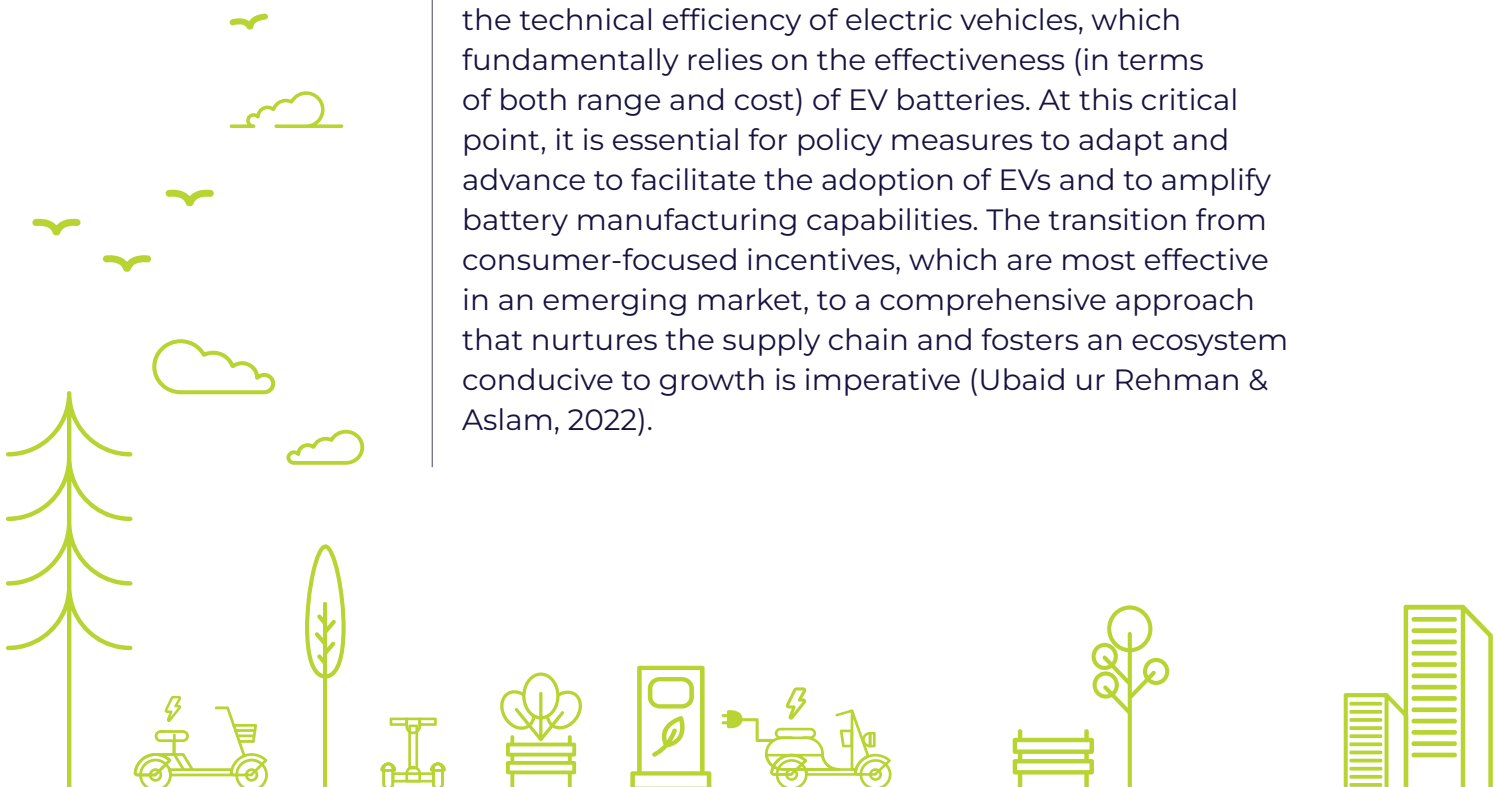 the technical efficiency of electric vehicles, which
fundamentally relies on the effectiveness (in terms
of both range and cost) of EV batteries. At this critical
point, it is essential for policy measures to adapt and
advance to facilitate the adoption of EVs and to amplify
battery manufacturing capabilities. The transition from
consumer-focused incentives, which are most effective
in an emerging market, to a comprehensive approach
that nurtures the supply chain and fosters an ecosystem
conducive to growth is imperative (Ubaid ur Rehman &
Aslam, 2022).